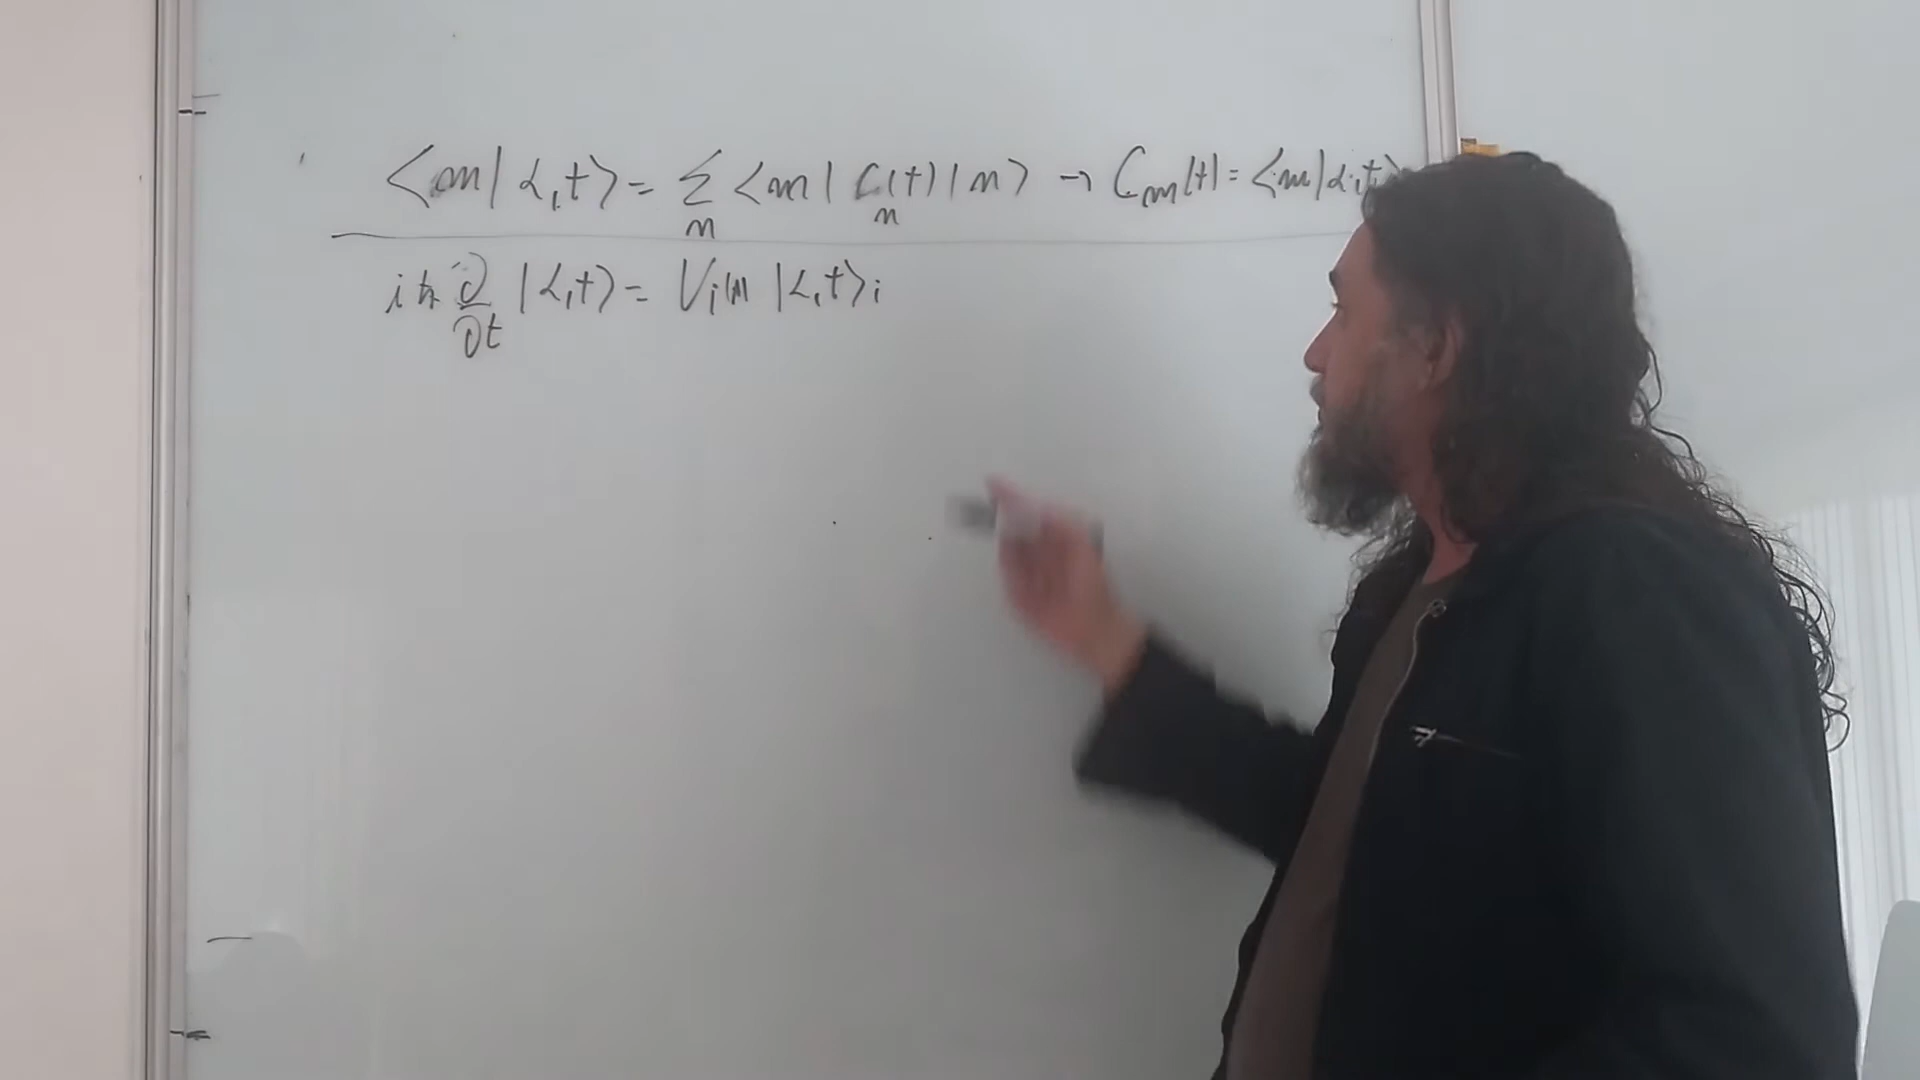 <m|α,t> = Σ_n <m| C_n(t) |n> → C_m(t) = <m|α,t>
iħ ∂/∂t |α,t> = V_I(t) |α,t>_i